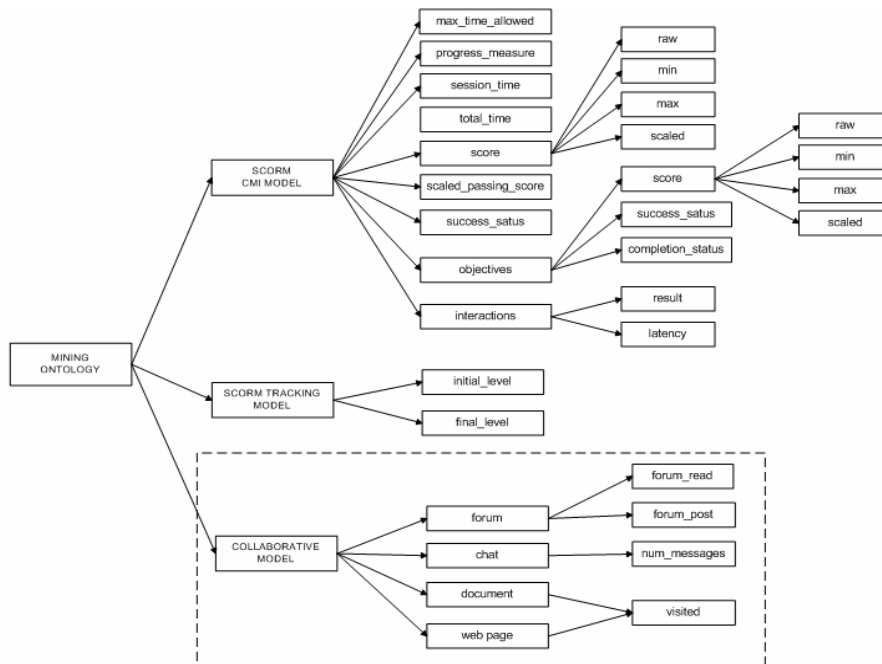 max_time_allowed
progress_measure
session_time
total_time
score
scaled_passing_score
success_satus
objectives
interactions
raw
min
max
scaled
score
success_satus
completion_status
result
latency
raw
min
max
scaled
SCORM
CMI MODEL
MINING
ONTOLOGY
SCORM TRACKING
MODEL
initial_level
final_level
COLLABORATIVE
MODEL
forum
chat
document
web page
forum_read
forum_post
num_messages
visited